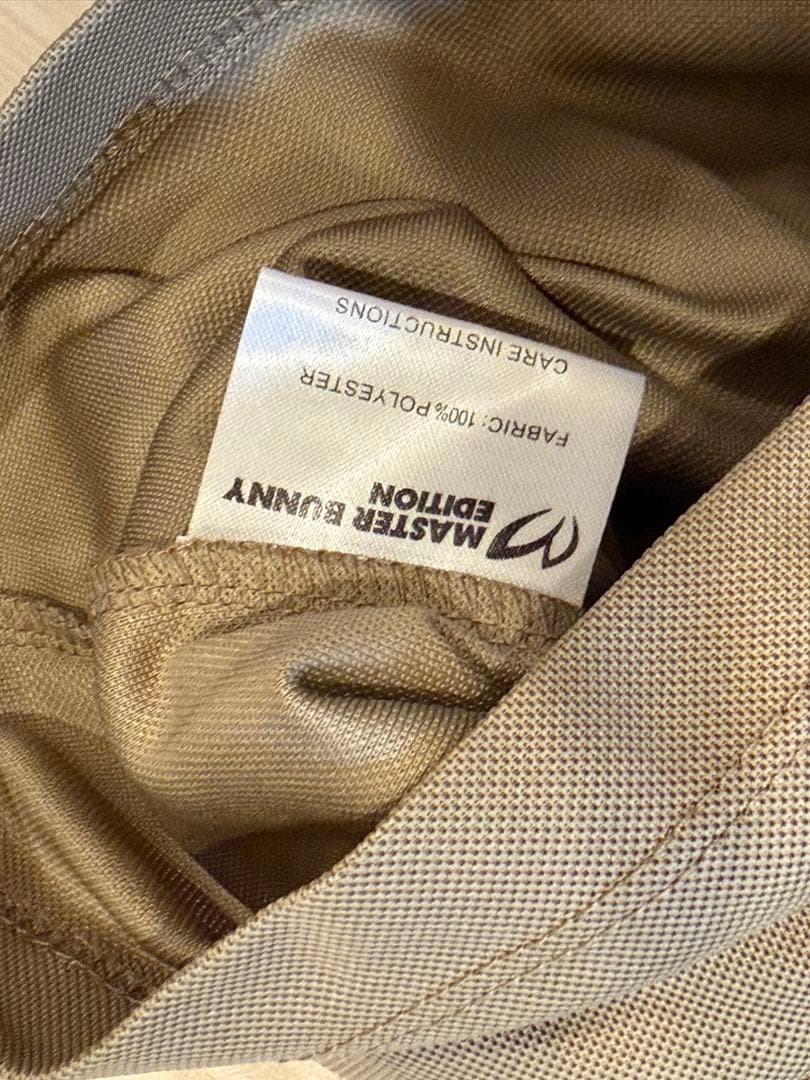 MASTER BUNNY
EDITION
FABRIC: 100% POLYESTER
CARE INSTRUCTIONS